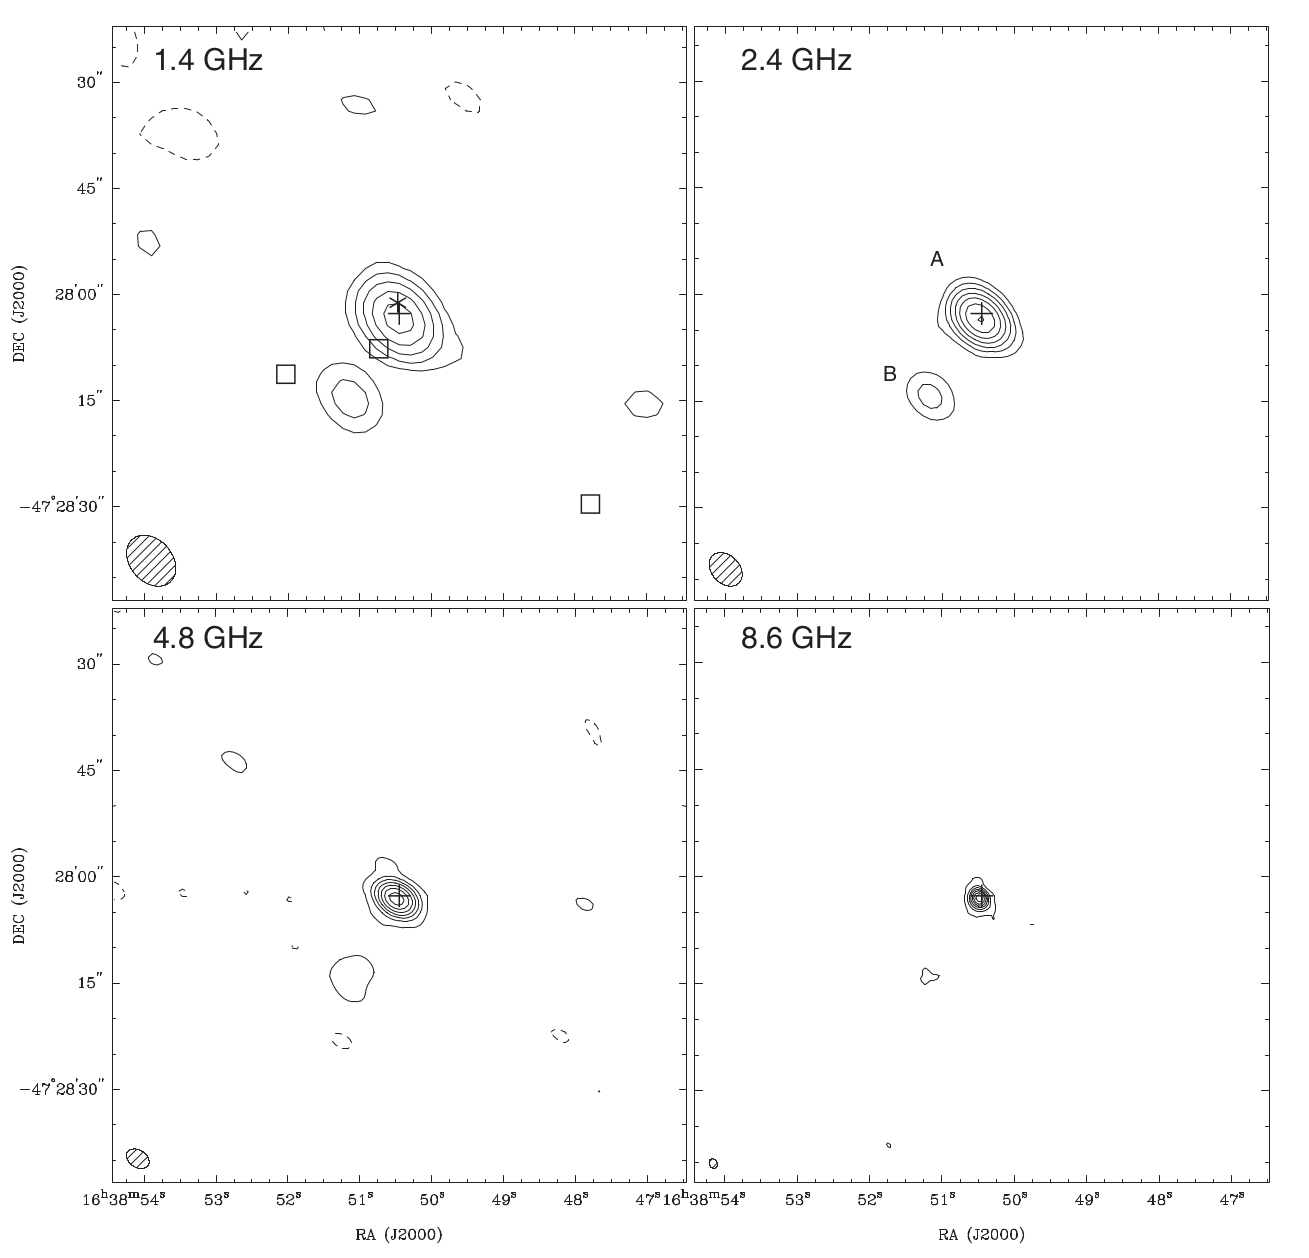 1.4 GHz
2.4 GHz
30″
45″
28′00″
15″
−47°28′30″
DEC (J2000)
A
B
4.8 GHz
8.6 GHz
30″
45″
28′00″
15″
−47°28′30″
DEC (J2000)
16ʰ38ᵐ54ˢ 53ˢ 52ˢ 51ˢ 50ˢ 49ˢ 48ˢ 47ˢ 16ʰ38ᵐ54ˢ 53ˢ 52ˢ 51ˢ 50ˢ 49ˢ 48ˢ 47ˢ
RA (J2000) RA (J2000)